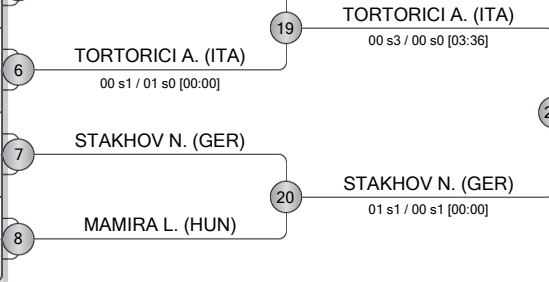 TORTORICI A. (ITA)
19
00 s3 / 00 s0 [03:36]
TORTORICI A. (ITA)
6
00 s1 / 01 s0 [00:00]
STAKHOV N. (GER)
7
STAKHOV N. (GER)
20
01 s1 / 00 s1 [00:00]
MAMIRA L. (HUN)
8